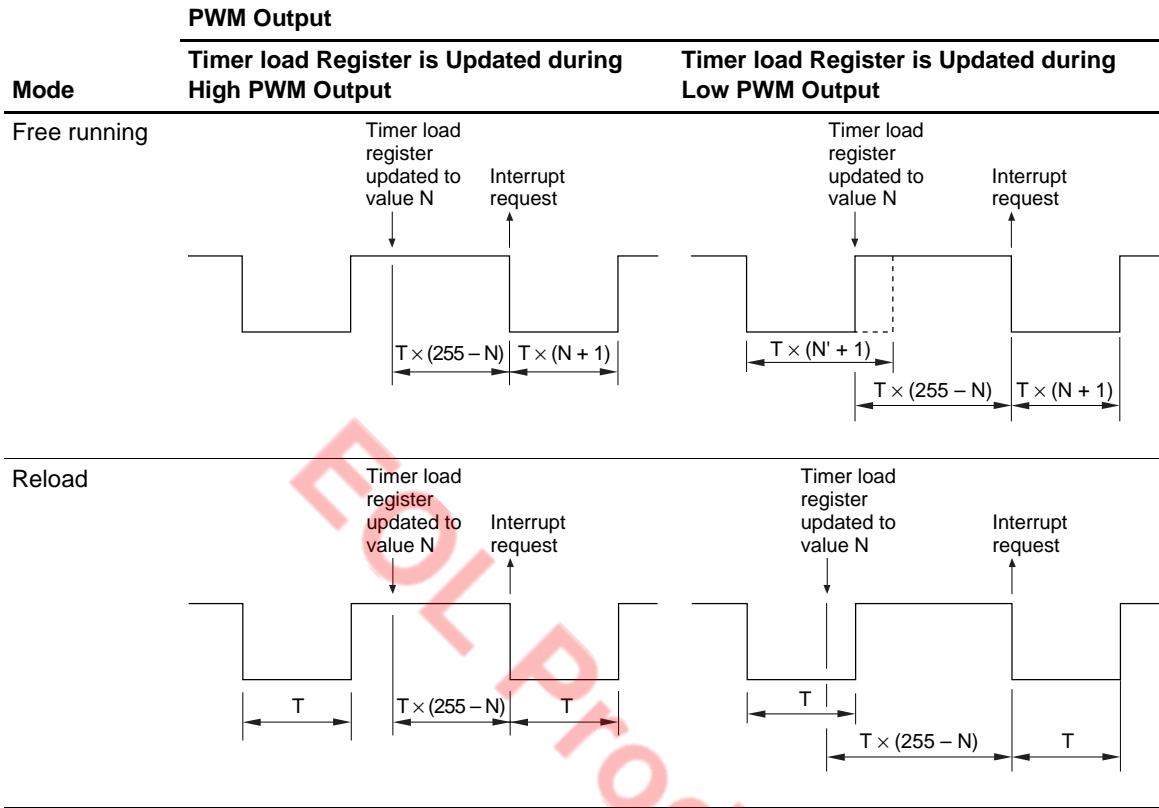 PWM Output
Mode
Timer load Register is Updated during
High PWM Output
Timer load Register is Updated during
Low PWM Output
Free running
Timer load
register
updated to
value N
Interrupt
request
T × (255 – N)
T × (N + 1)
Timer load
register
updated to
value N
Interrupt
request
T × (N' + 1)
T × (255 – N)
T × (N + 1)
Reload
Timer load
register
updated to
value N
Interrupt
request
T
T × (255 – N)
T
Timer load
register
updated to
value N
Interrupt
request
T
T × (255 – N)
T
EOL